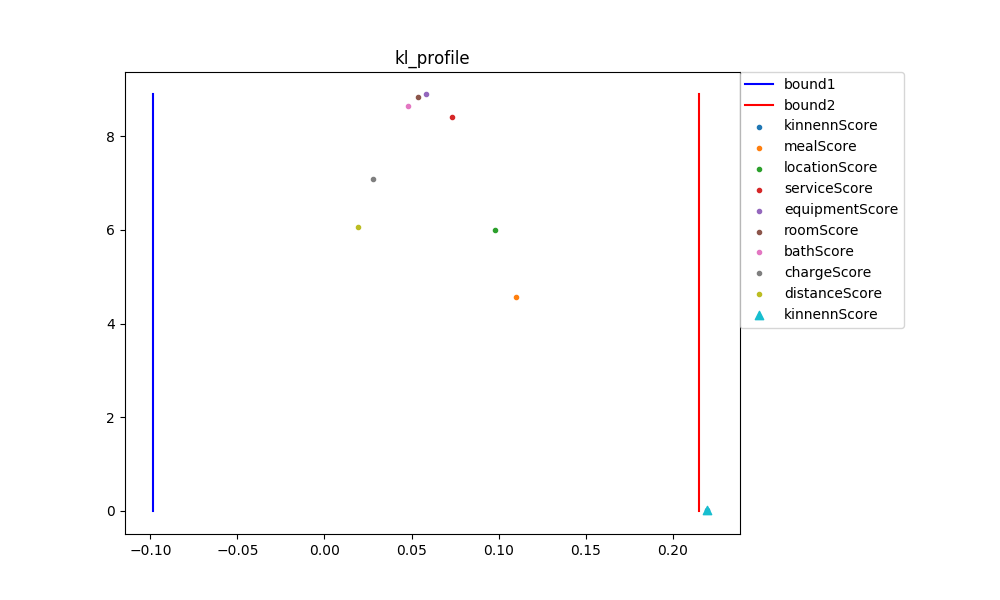 kl_profile
bound1
bound2
kinnennScore
mealScore
locationScore
serviceScore
equipmentScore
roomScore
bathScore
chargeScore
distanceScore
kinnennScore
8
6
4
2
0
−0.10 −0.05 0.00 0.05 0.10 0.15 0.20